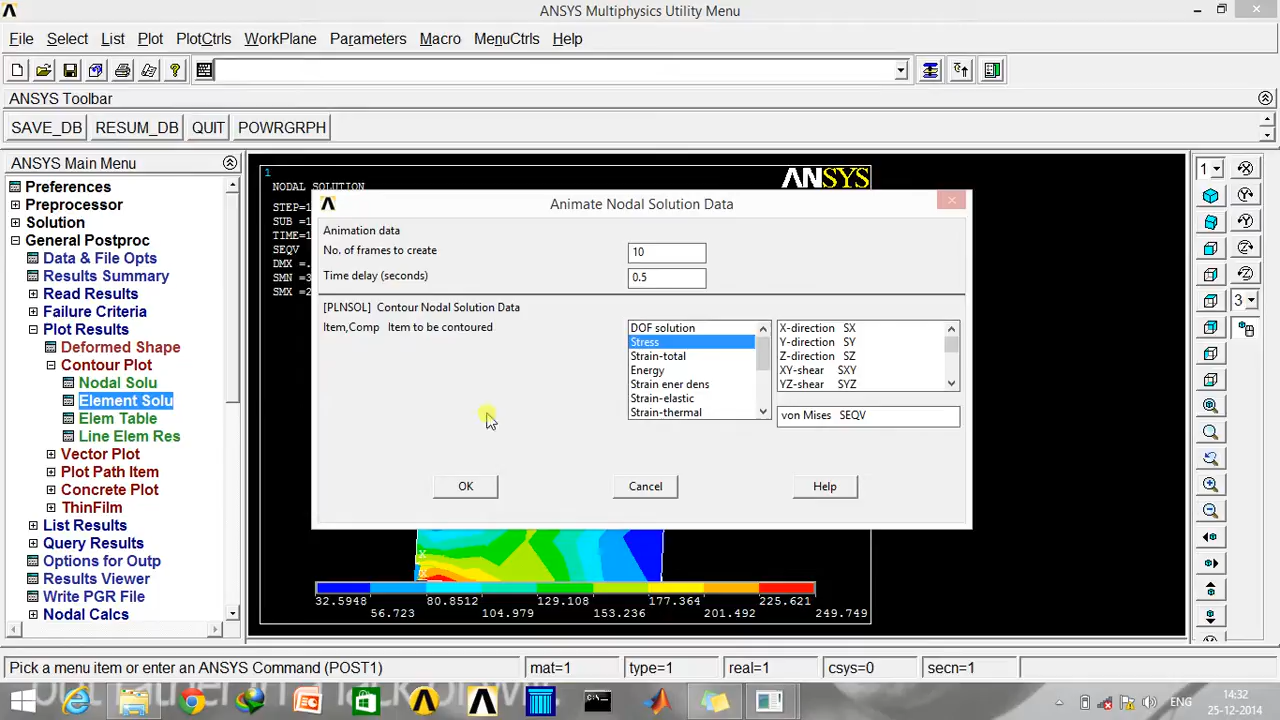 ANSYS Multiphysics Utility Menu
File Select List Plot PlotCtrls WorkPlane Parameters Macro MenuCtrls Help
ANSYS Toolbar
SAVE_DB RESUM_DB QUIT POWRGRPH
ANSYS Main Menu
Preferences
Preprocessor
Solution
General Postproc
Data & File Opts
Results Summary
Read Results
Failure Criteria
Plot Results
Deformed Shape
Contour Plot
Nodal Solu
Element Solu
Elem Table
Line Elem Res
Vector Plot
Plot Path Item
Concrete Plot
ThinFilm
List Results
Query Results
Options for Outp
Results Viewer
Write PGR File
Nodal Calcs
1
NODAL SOLUTION
ANSYS
STEP=1
SUB =1
TIME=1
SEQV
DMX =.
SMN =3
SMX =2
Animate Nodal Solution Data
Animation data
No. of frames to create 10
Time delay (seconds) 0.5
[PLNSOL] Contour Nodal Solution Data
Item,Comp Item to be contoured
DOF solution
Stress
Strain-total
Energy
Strain ener dens
Strain-elastic
Strain-thermal
X-direction SX
Y-direction SY
Z-direction SZ
XY-shear SXY
YZ-shear SYZ
von Mises SEQV
OK Cancel Help
32.5948 80.8512 129.108 177.364 225.621
56.723 104.979 153.236 201.492 249.749
1
3
Pick a menu item or enter an ANSYS Command (POST1) mat=1 type=1 real=1 csys=0 secn=1
ENG
14:32
25-12-2014